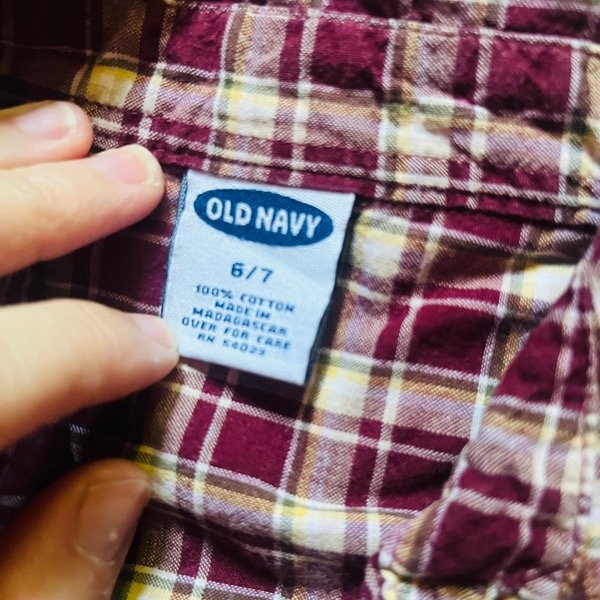 OLD NAVY
6/7
100% COTTON
MADE IN
MADAGASCAR
OVER FOR CARE
RN 54023